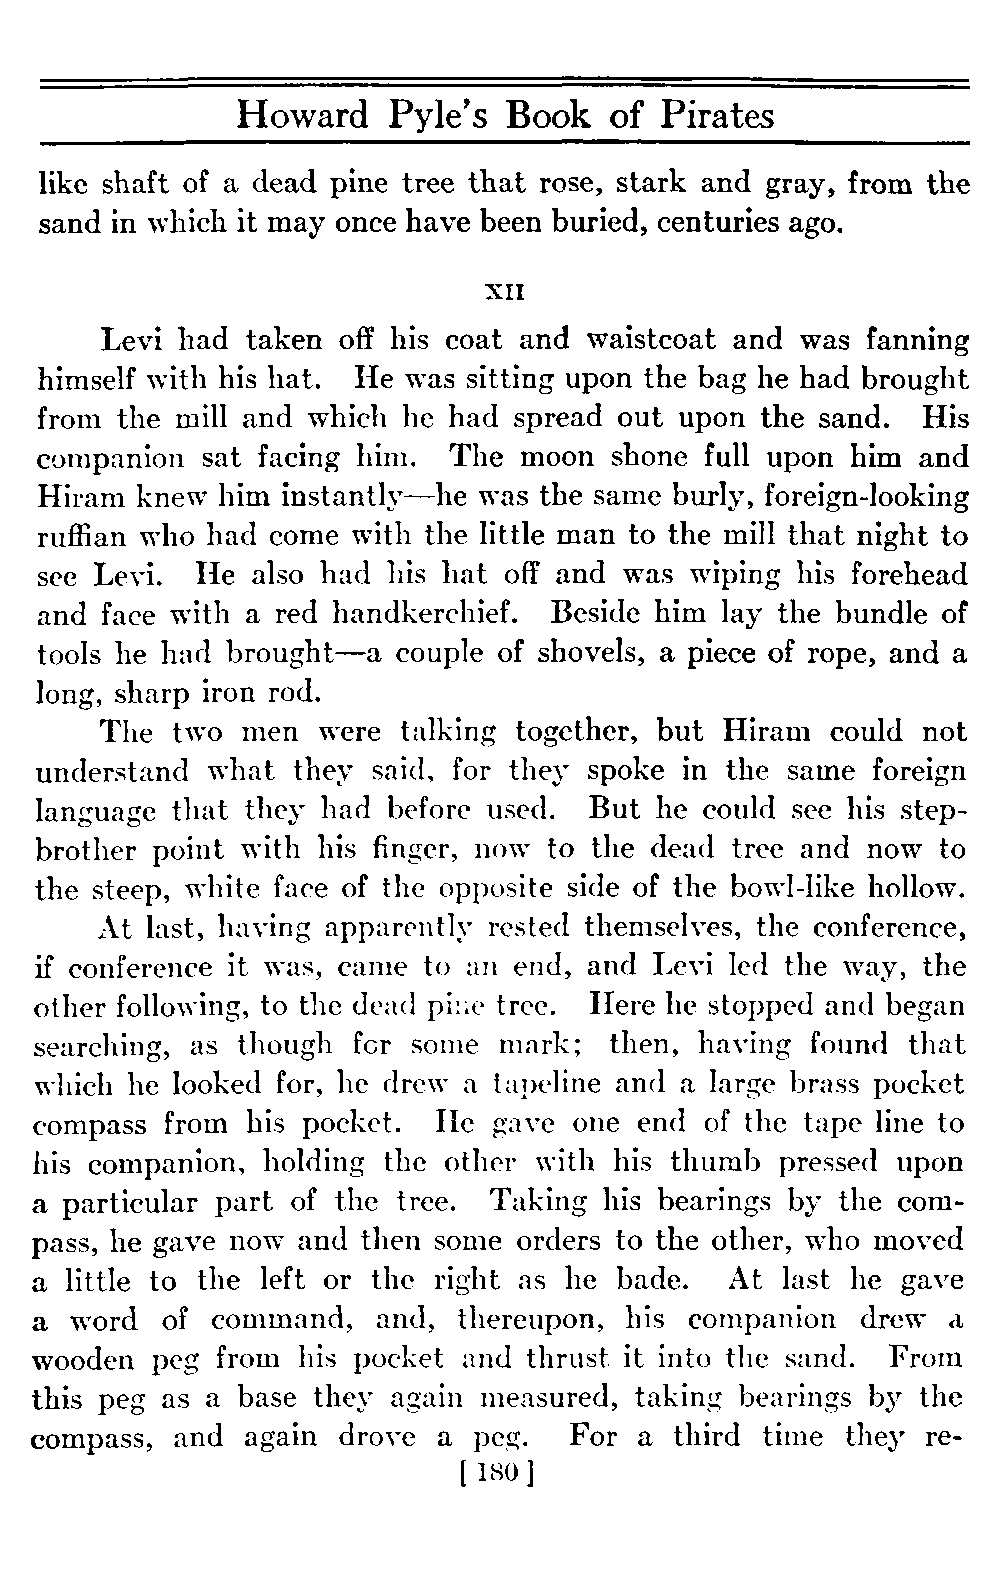 Howard Pyle's Book of Pirates
like shaft of a dead pine tree that rose, stark and gray, from the
sand in which it may once have been buried, centuries ago.
XII
Levi had taken off his coat and waistcoat and was fanning
himself with his hat. He was sitting upon the bag he had brought
from the mill and which he had spread out upon the sand. His
companion sat facing him. The moon shone full upon him and
Hiram knew him instantly—he was the same burly, foreign-looking
ruffian who had come with the little man to the mill that night to
see Levi. He also had his hat off and was wiping his forehead
and face with a red handkerchief. Beside him lay the bundle of
tools he had brought—a couple of shovels, a piece of rope, and a
long, sharp iron rod.
The two men were talking together, but Hiram could not
understand what they said, for they spoke in the same foreign
language that they had before used. But he could see his step-
brother point with his finger, now to the dead tree and now to
the steep, white face of the opposite side of the bowl-like hollow.
At last, having apparently rested themselves, the conference,
if conference it was, came to an end, and Levi led the way, the
other following, to the dead pine tree. Here he stopped and began
searching, as though for some mark; then, having found that
which he looked for, he drew a tapeline and a large brass pocket
compass from his pocket. He gave one end of the tape line to
his companion, holding the other with his thumb pressed upon
a particular part of the tree. Taking his bearings by the com-
pass, he gave now and then some orders to the other, who moved
a little to the left or the right as he bade. At last he gave
a word of command, and, thereupon, his companion drew a
wooden peg from his pocket and thrust it into the sand. From
this peg as a base they again measured, taking bearings by the
compass, and again drove a peg. For a third time they re-
[ 180 ]